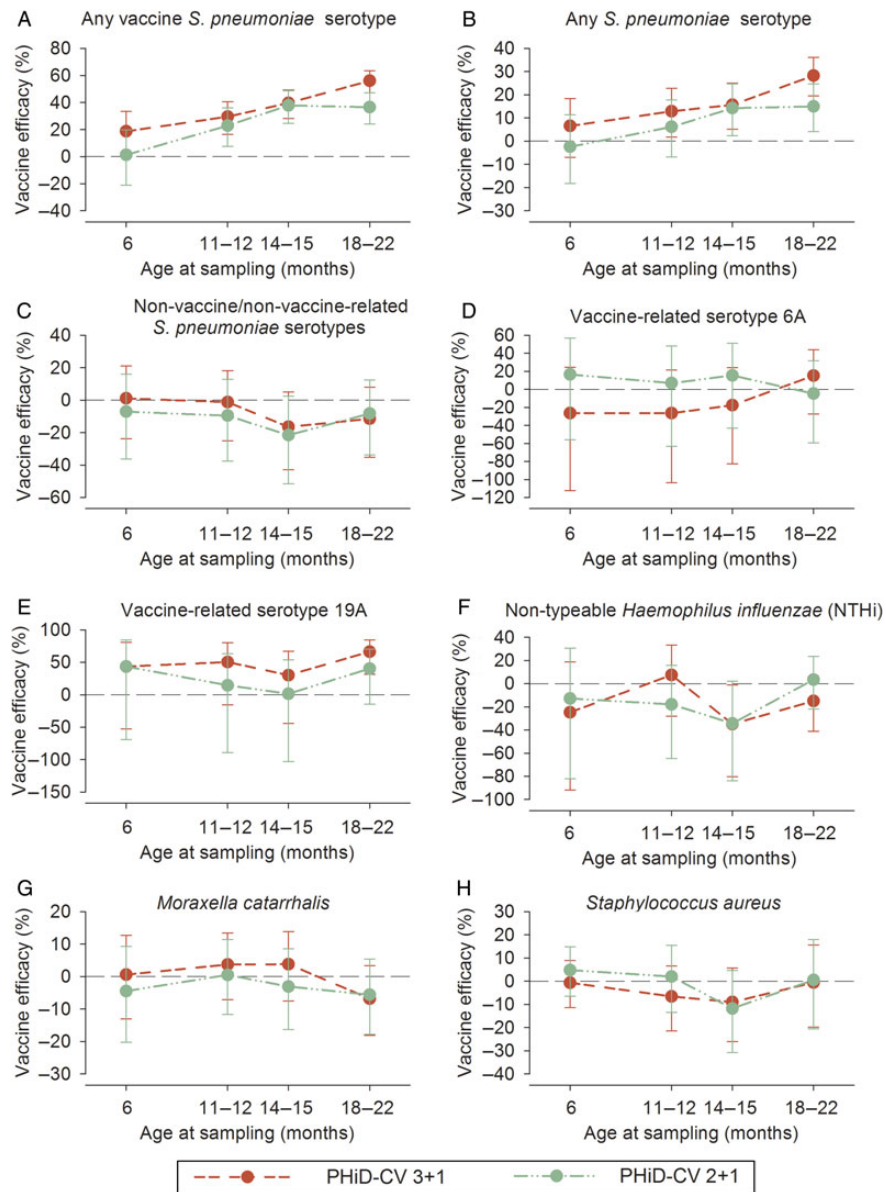 A Any vaccine S. pneumoniae serotype
Vaccine efficacy (%)
80
60
40
20
0
–20
–40
6 11–12 14–15 18–22
Age at sampling (months)
B Any S. pneumoniae serotype
Vaccine efficacy (%)
40
30
20
10
0
–10
–20
–30
6 11–12 14–15 18–22
Age at sampling (months)
C Non-vaccine/non-vaccine-related
S. pneumoniae serotypes
Vaccine efficacy (%)
40
20
0
–20
–40
–60
6 11–12 14–15 18–22
Age at sampling (months)
D Vaccine-related serotype 6A
Vaccine efficacy (%)
60
40
20
0
–20
–40
–60
–80
–100
–120
6 11–12 14–15 18–22
Age at sampling (months)
E Vaccine-related serotype 19A
Vaccine efficacy (%)
100
50
0
–50
–100
–150
6 11–12 14–15 18–22
Age at sampling (months)
F Non-typeable Haemophilus influenzae (NTHi)
Vaccine efficacy (%)
40
20
0
–20
–40
–60
–80
–100
6 11–12 14–15 18–22
Age at sampling (months)
G Moraxella catarrhalis
Vaccine efficacy (%)
20
10
0
–10
–20
–30
6 11–12 14–15 18–22
Age at sampling (months)
H Staphylococcus aureus
Vaccine efficacy (%)
30
20
10
0
–10
–20
–30
–40
6 11–12 14–15 18–22
Age at sampling (months)
PHiD-CV 3+1 PHiD-CV 2+1